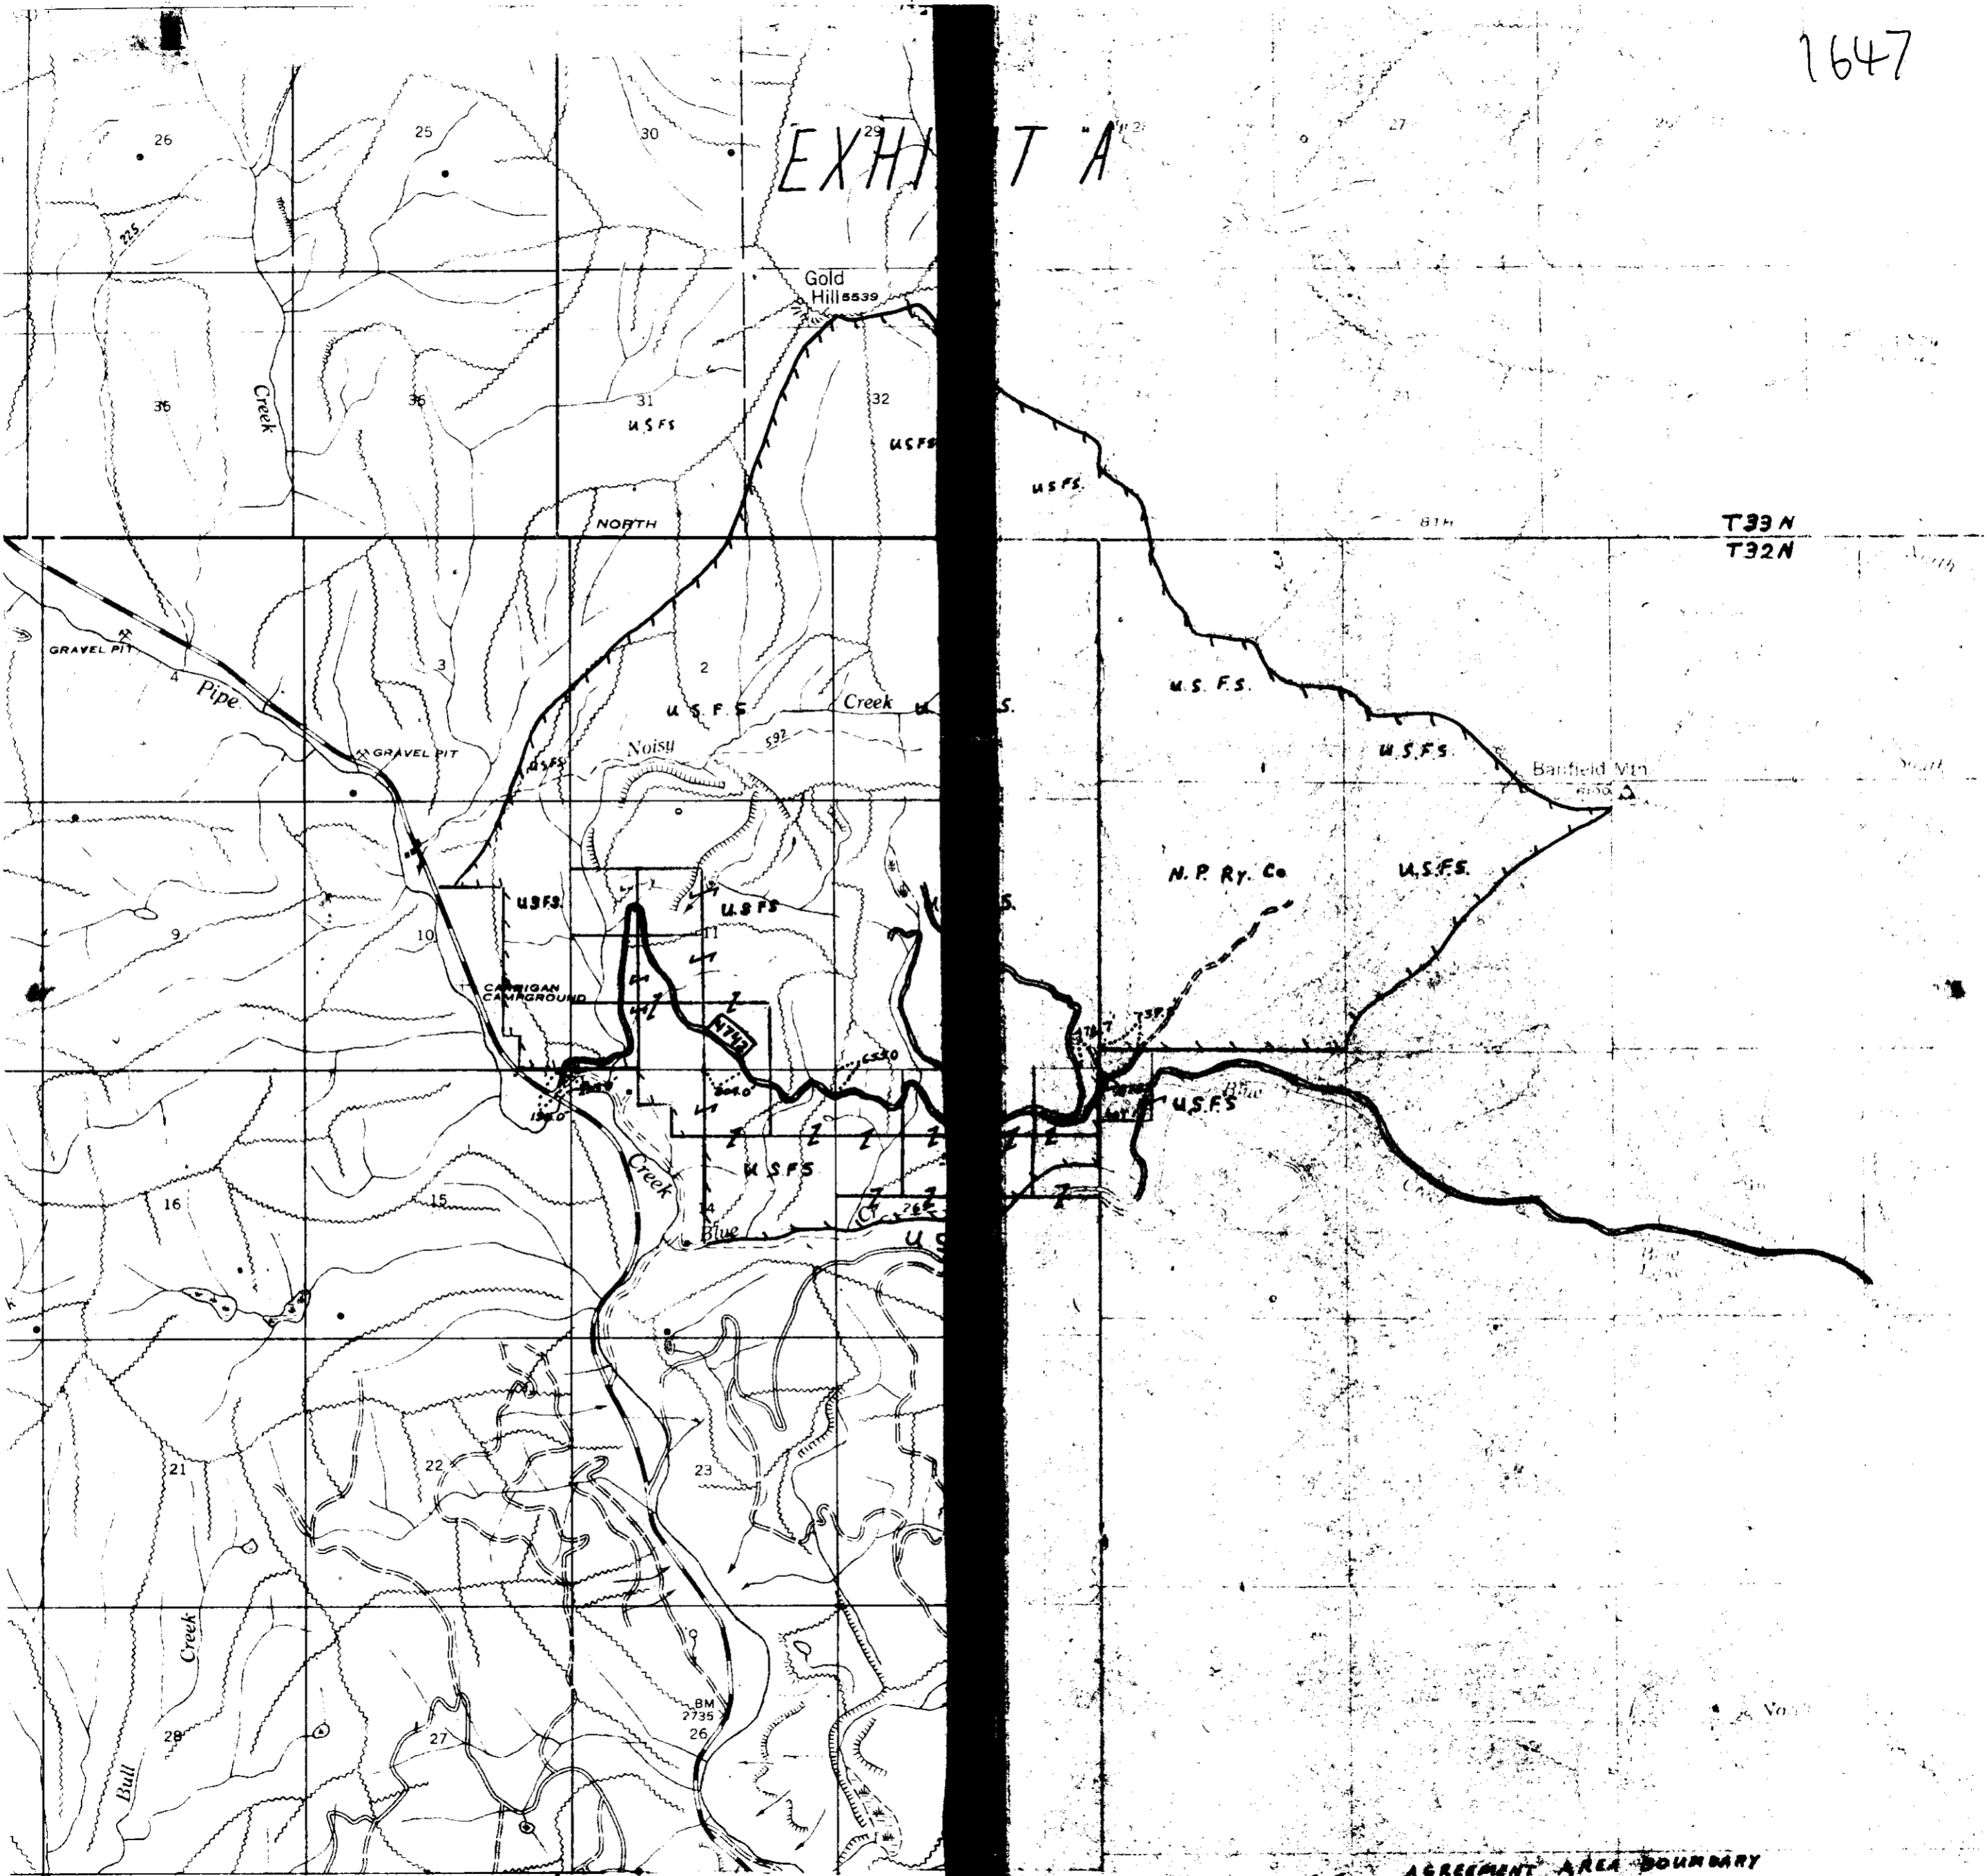 1647
26
25
30
29
27
EXHI T "A
225
Gold
Hill 5539
35
Creek
36
31
U.S.F.S
32
USFS
U.S.F.S.
NORTH
T33N
T32N
GRAVEL PIT
4
Pipe
3
2
U.S.F.S
Creek
U
S.
U.S. F.S.
GRAVEL PIT
Noisy
592
U.S.F.S.
U.S.F.S.
Banfield Mtn
N.P. Ry. Co
U.S.F.S.
USFS
U.S FS
S.
9
10
11
CARRIGAN
CAMPGROUND
4742
U.S.F.S
Creek
U.S.F.S
16
15
14
Blue
Cr
U S
21
22
23
Creek
BM
2735
28
27
26
Bull
AGREEMENT AREA BOUNDARY